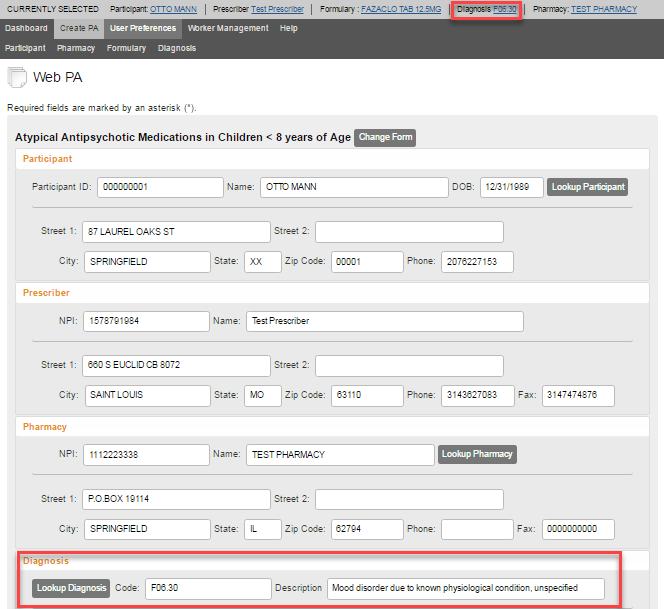 CURRENTLY SELECTED | Participant: OTTO MANN | Prescriber Test Prescriber | Formulary : FAZACLO TAB 12.5MG | Diagnosis F06.30 | Pharmacy: TEST PHARMACY
Dashboard Create PA User Preferences Worker Management Help
Participant Pharmacy Formulary Diagnosis
Web PA
Required fields are marked by an asterisk (*).
Atypical Antipsychotic Medications in Children < 8 years of Age Change Form
Participant
Participant ID: 000000001 Name: OTTO MANN DOB: 12/31/1989 Lookup Participant
Street 1: 87 LAUREL OAKS ST Street 2:
City: SPRINGFIELD State: XX Zip Code: 00001 Phone: 2076227153
Prescriber
NPI: 1578791984 Name: Test Prescriber
Street 1: 660 S EUCLID CB 8072 Street 2:
City: SAINT LOUIS State: MO Zip Code: 63110 Phone: 3143627083 Fax: 3147474876
Pharmacy
NPI: 1112223338 Name: TEST PHARMACY Lookup Pharmacy
Street 1: P.O.BOX 19114 Street 2:
City: SPRINGFIELD State: IL Zip Code: 62794 Phone: Fax: 0000000000
Diagnosis
Lookup Diagnosis Code: F06.30 Description Mood disorder due to known physiological condition, unspecified